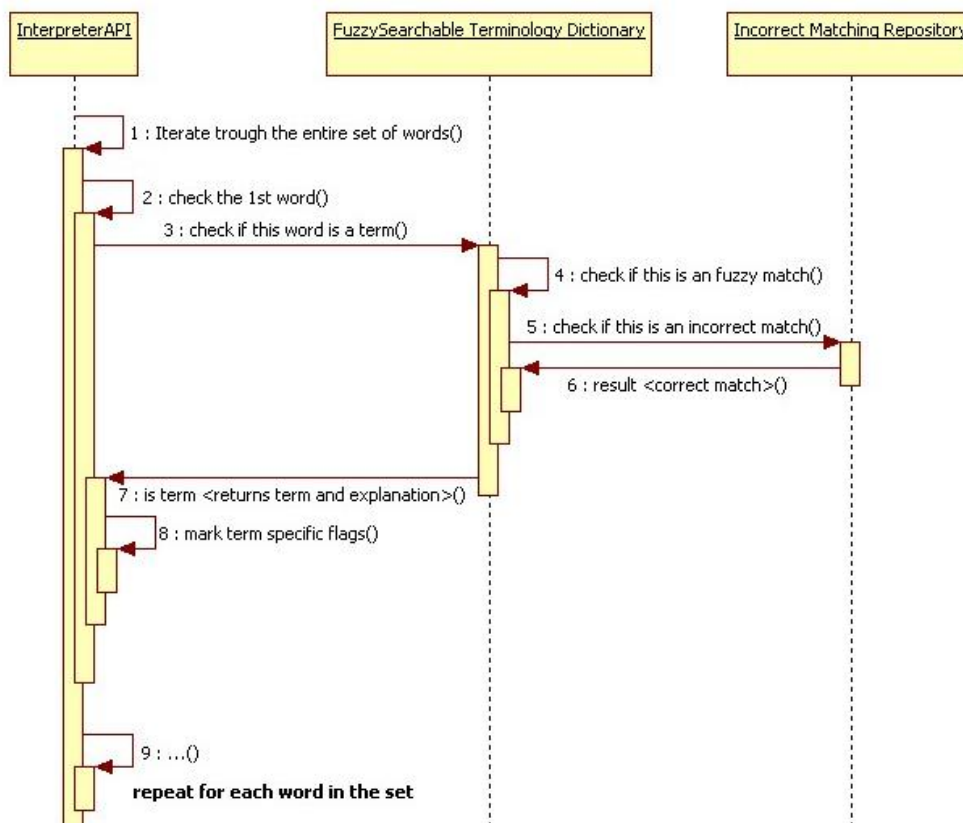 InterpreterAPI
FuzzySearchable Terminology Dictionary
Incorrect Matching Repository
1 : Iterate trough the entire set of words()
2 : check the 1st word()
3 : check if this word is a term()
4 : check if this is an fuzzy match()
5 : check if this is an incorrect match()
6 : result <correct match>()
7 : is term <returns term and explanation>()
8 : mark term specific flags()
9 : ...()
repeat for each word in the set